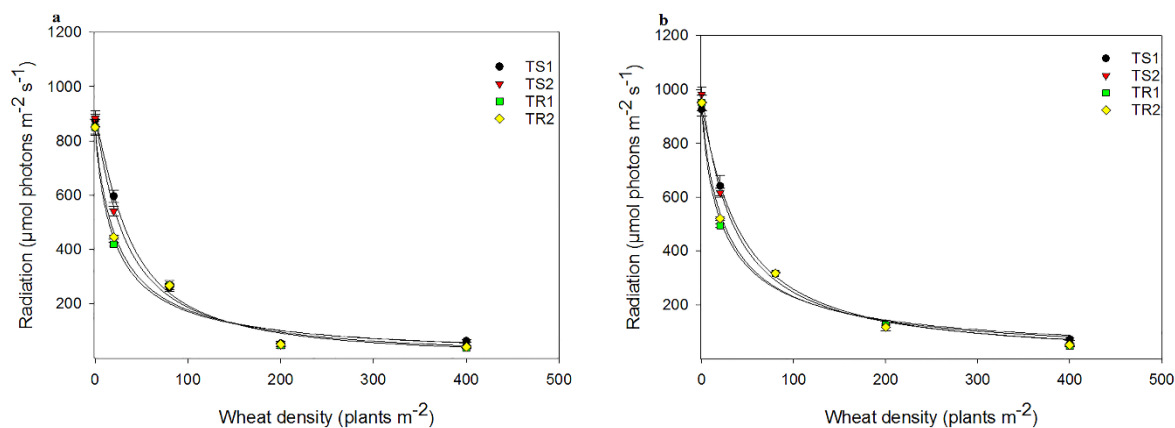 a
1200
1000
800
600
400
200
0
100
200
300
400
500
Radiation (µmol photons m⁻² s⁻¹)
Wheat density (plants m⁻²)
TS1
TS2
TR1
TR2
b
1200
1000
800
600
400
200
0
100
200
300
400
500
Radiation (µmol photons m⁻² s⁻¹)
Wheat density (plants m⁻²)
TS1
TS2
TR1
TR2